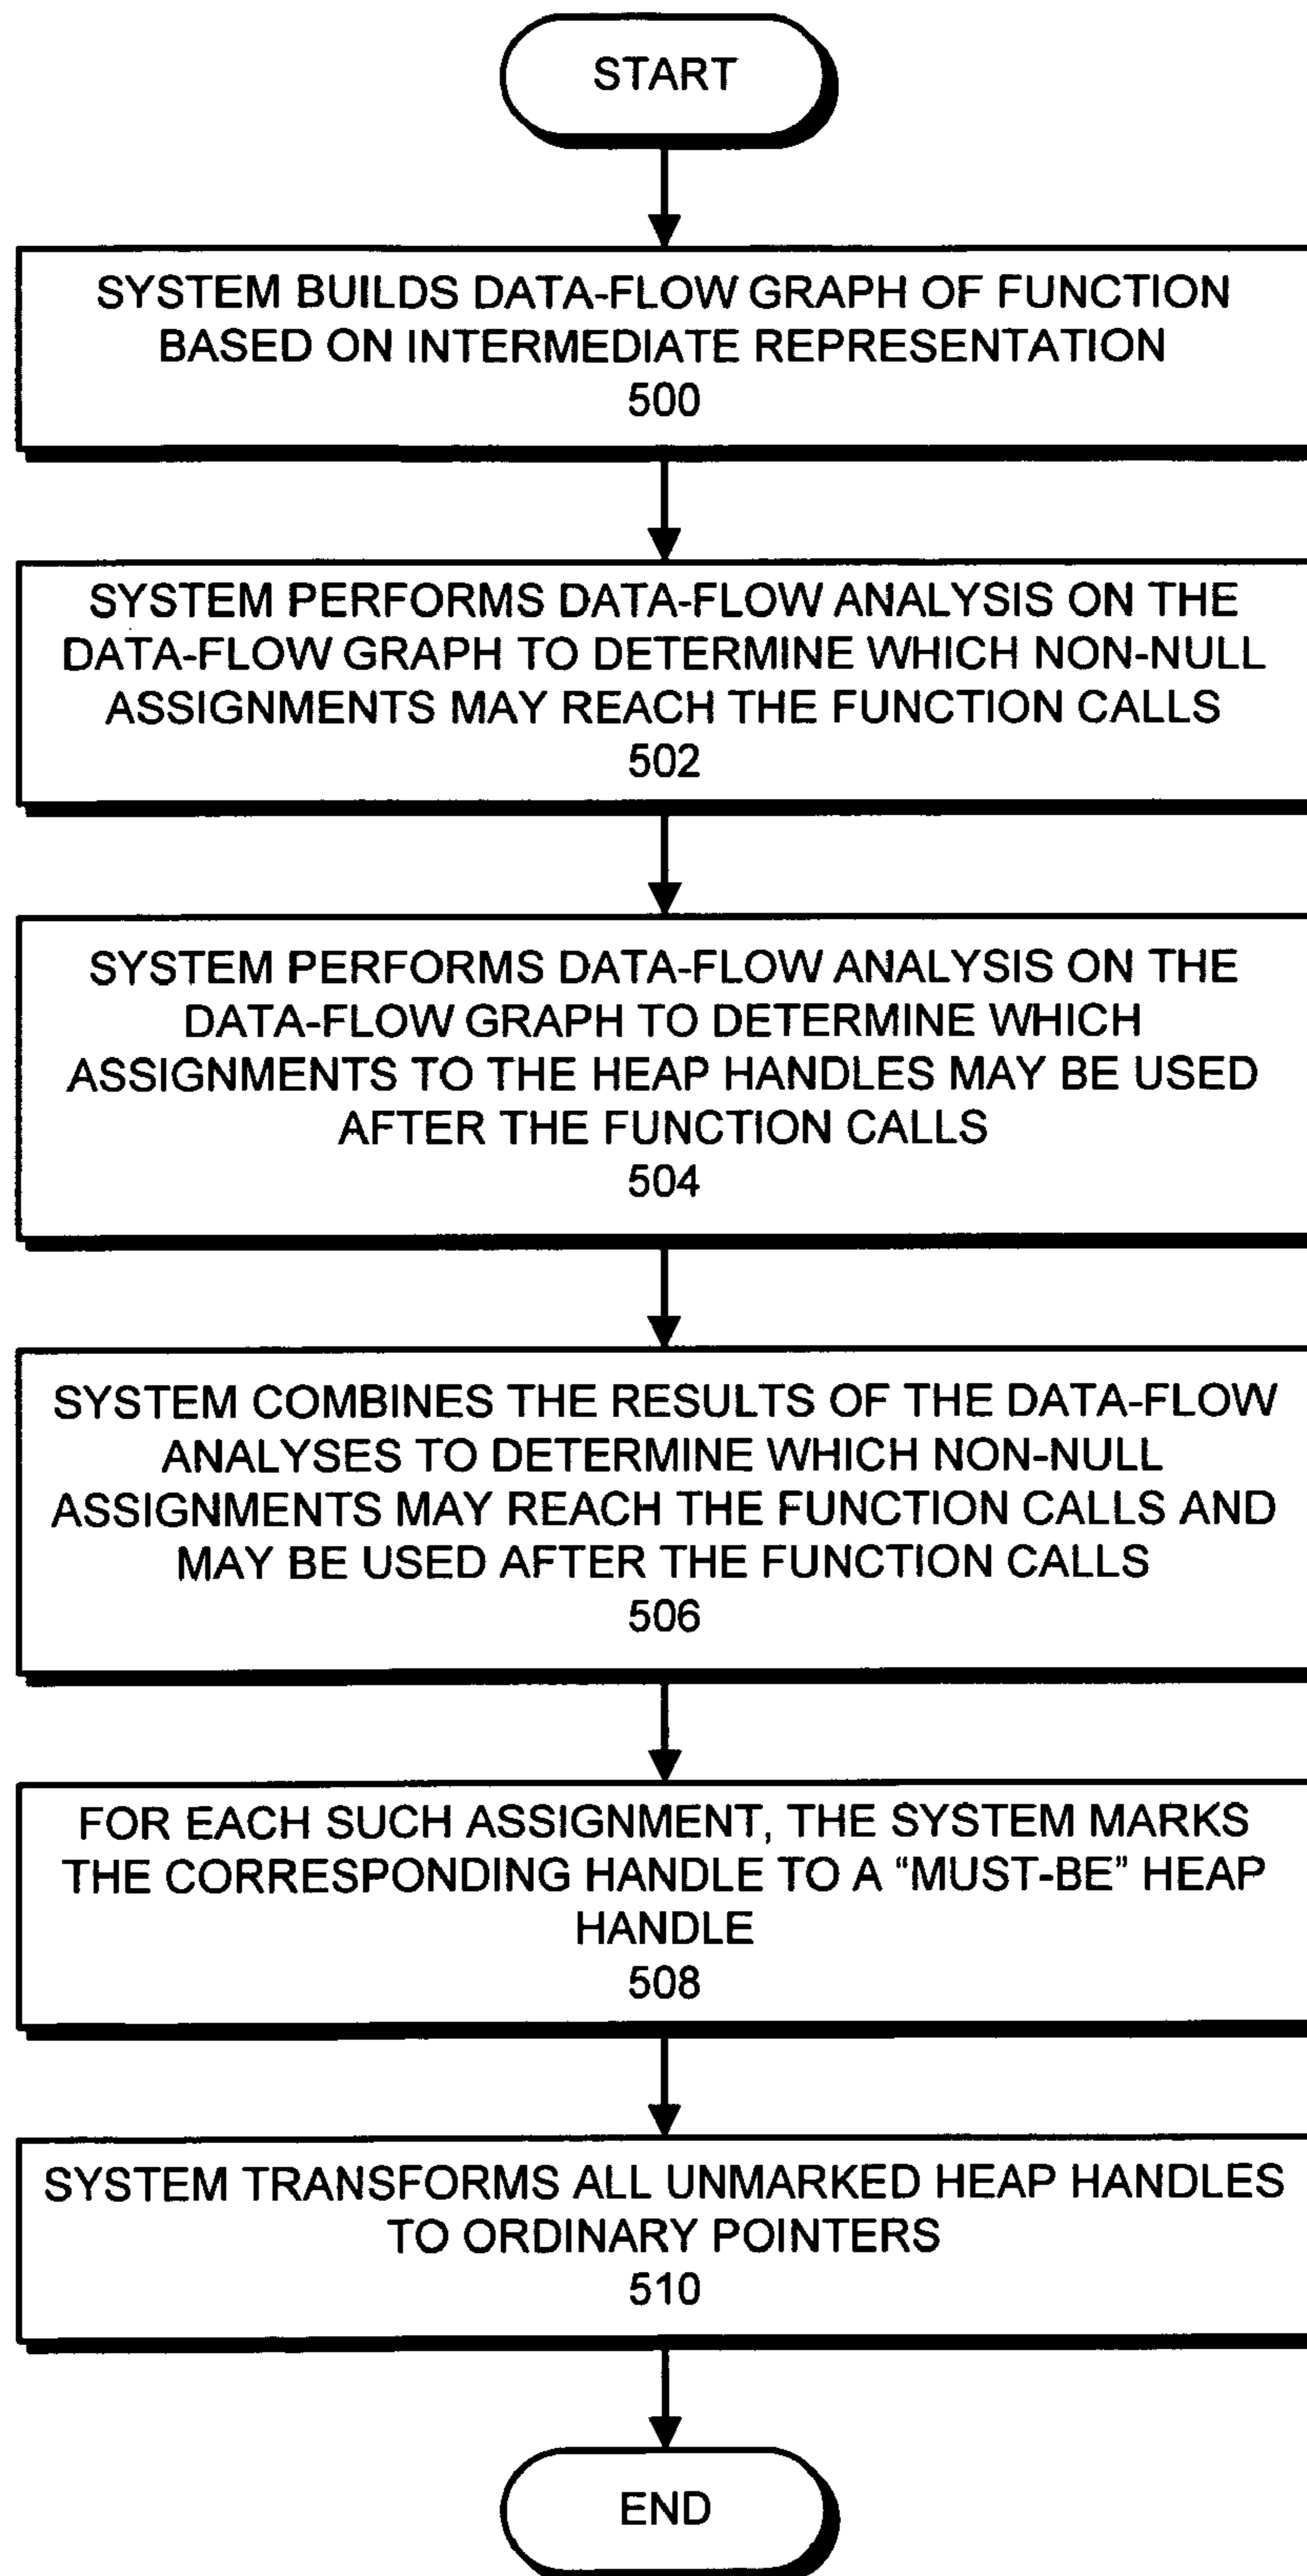 START
SYSTEM BUILDS DATA-FLOW GRAPH OF FUNCTION
BASED ON INTERMEDIATE REPRESENTATION
500
SYSTEM PERFORMS DATA-FLOW ANALYSIS ON THE
DATA-FLOW GRAPH TO DETERMINE WHICH NON-NULL
ASSIGNMENTS MAY REACH THE FUNCTION CALLS
502
SYSTEM PERFORMS DATA-FLOW ANALYSIS ON THE
DATA-FLOW GRAPH TO DETERMINE WHICH
ASSIGNMENTS TO THE HEAP HANDLES MAY BE USED
AFTER THE FUNCTION CALLS
504
SYSTEM COMBINES THE RESULTS OF THE DATA-FLOW
ANALYSES TO DETERMINE WHICH NON-NULL
ASSIGNMENTS MAY REACH THE FUNCTION CALLS AND
MAY BE USED AFTER THE FUNCTION CALLS
506
FOR EACH SUCH ASSIGNMENT, THE SYSTEM MARKS
THE CORRESPONDING HANDLE TO A “MUST-BE” HEAP
HANDLE
508
SYSTEM TRANSFORMS ALL UNMARKED HEAP HANDLES
TO ORDINARY POINTERS
510
END